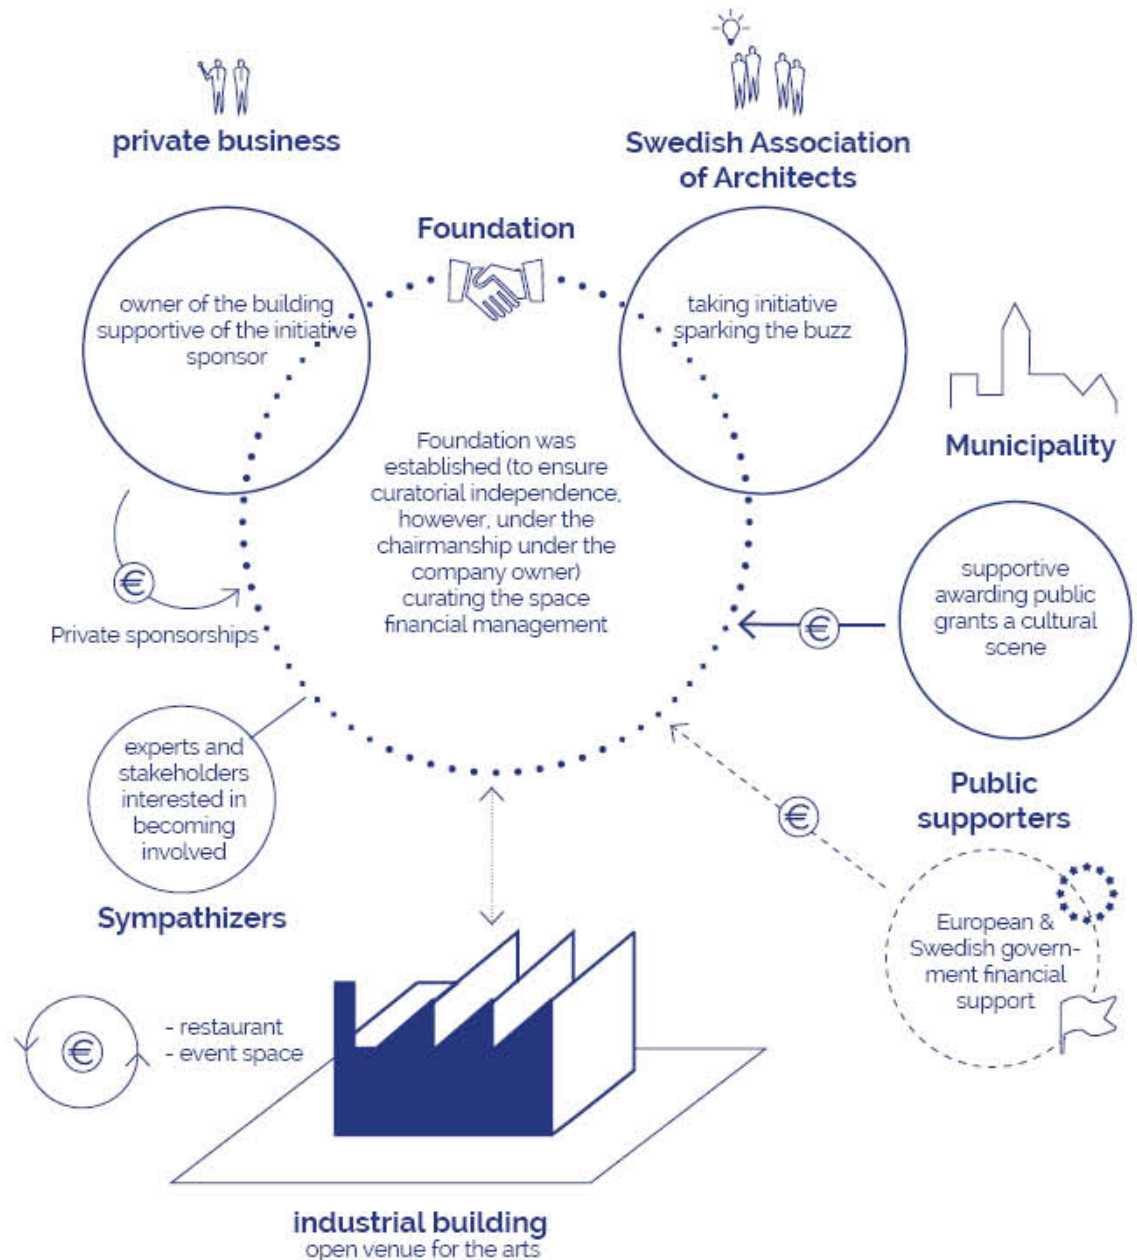 private business
Swedish Association
of Architects
Foundation
owner of the building
supportive of the initiative
sponsor
taking initiative
sparking the buzz
Municipality
Foundation was
established (to ensure
curatorial independence,
however, under the
chairmanship under the
company owner)
curating the space
financial management
€
Private sponsorships
€
supportive
awarding public
grants a cultural
scene
experts and
stakeholders
interested in
becoming
involved
Sympathizers
€
Public
supporters
European &
Swedish govern-
ment financial
support
€
- restaurant
- event space
industrial building
open venue for the arts